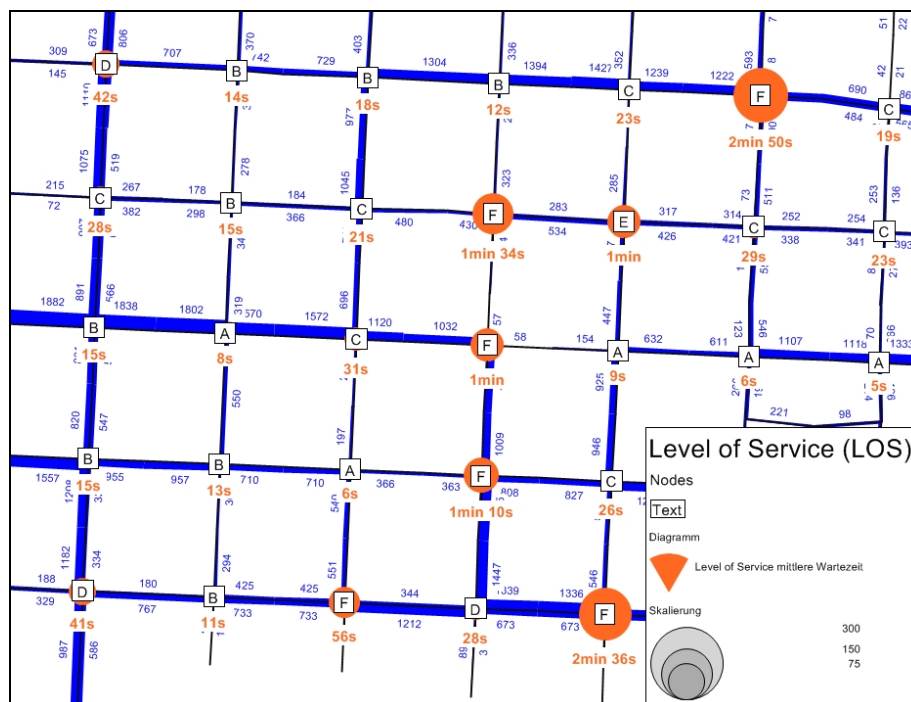 673
806
370
403
336
352
593
8
7
51
22
309
145
707
742
729
1304
1394
1427
1239
1222
690
484
42
21
D
B
B
B
C
F
C
42s
14s
18s
12s
23s
2min 50s
19s
977
1075
519
278
1045
323
285
73
511
253
136
215
72
267
382
178
298
184
366
480
430
283
534
317
426
314
421
252
338
254
341
393
C
B
C
F
E
C
C
28s
15s
21s
1min 34s
1min
29s
23s
34
891
566
319
696
57
447
123
546
70
1882
1838
1802
570
1572
1120
1032
58
154
632
611
1107
1118
1333
B
A
C
F
A
A
A
15s
8s
31s
1min
9s
6s
5s
925
820
547
550
197
1009
946
221
98
1557
955
957
710
710
366
363
808
827
B
B
A
F
C
15s
13s
6s
1min 10s
26s
1182
334
294
551
1447
546
188
329
180
767
425
733
425
733
344
1212
673
1336
673
D
B
F
D
F
41s
11s
56s
28s
2min 36s
987
586
89
3
Level of Service (LOS)
Nodes
Text
Diagramm
Level of Service mittlere Wartezeit
Skalierung
300
150
75